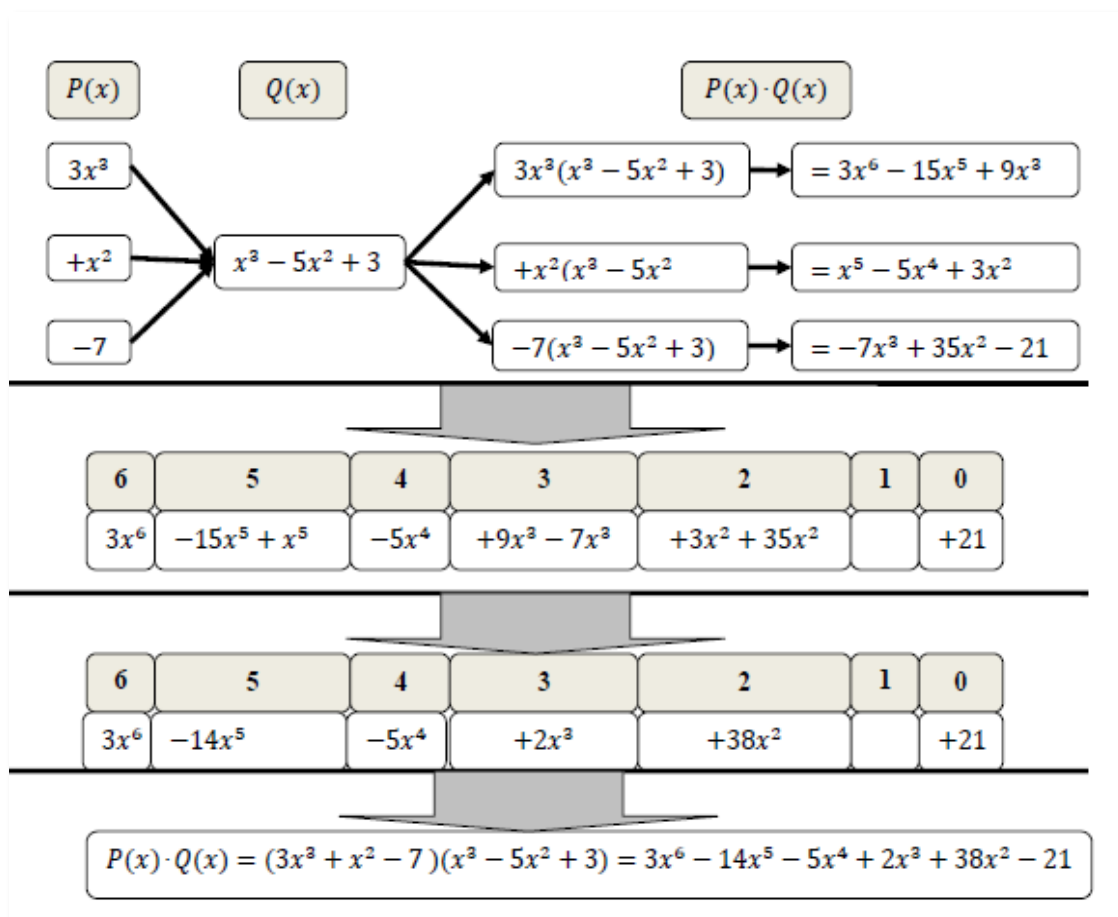 P(x) Q(x) P(x)·Q(x)
3x³ 3x³(x³ − 5x² + 3) = 3x⁶ − 15x⁵ + 9x³
+x² x³ − 5x² + 3 +x²(x³ − 5x² = x⁵ − 5x⁴ + 3x²
−7 −7(x³ − 5x² + 3) = −7x³ + 35x² − 21
6 5 4 3 2 1 0
3x⁶ −15x⁵ + x⁵ −5x⁴ +9x³ − 7x³ +3x² + 35x² +21
6 5 4 3 2 1 0
3x⁶ −14x⁵ −5x⁴ +2x³ +38x² +21
P(x)·Q(x) = (3x³ + x² − 7 )(x³ − 5x² + 3) = 3x⁶ − 14x⁵ − 5x⁴ + 2x³ + 38x² − 21